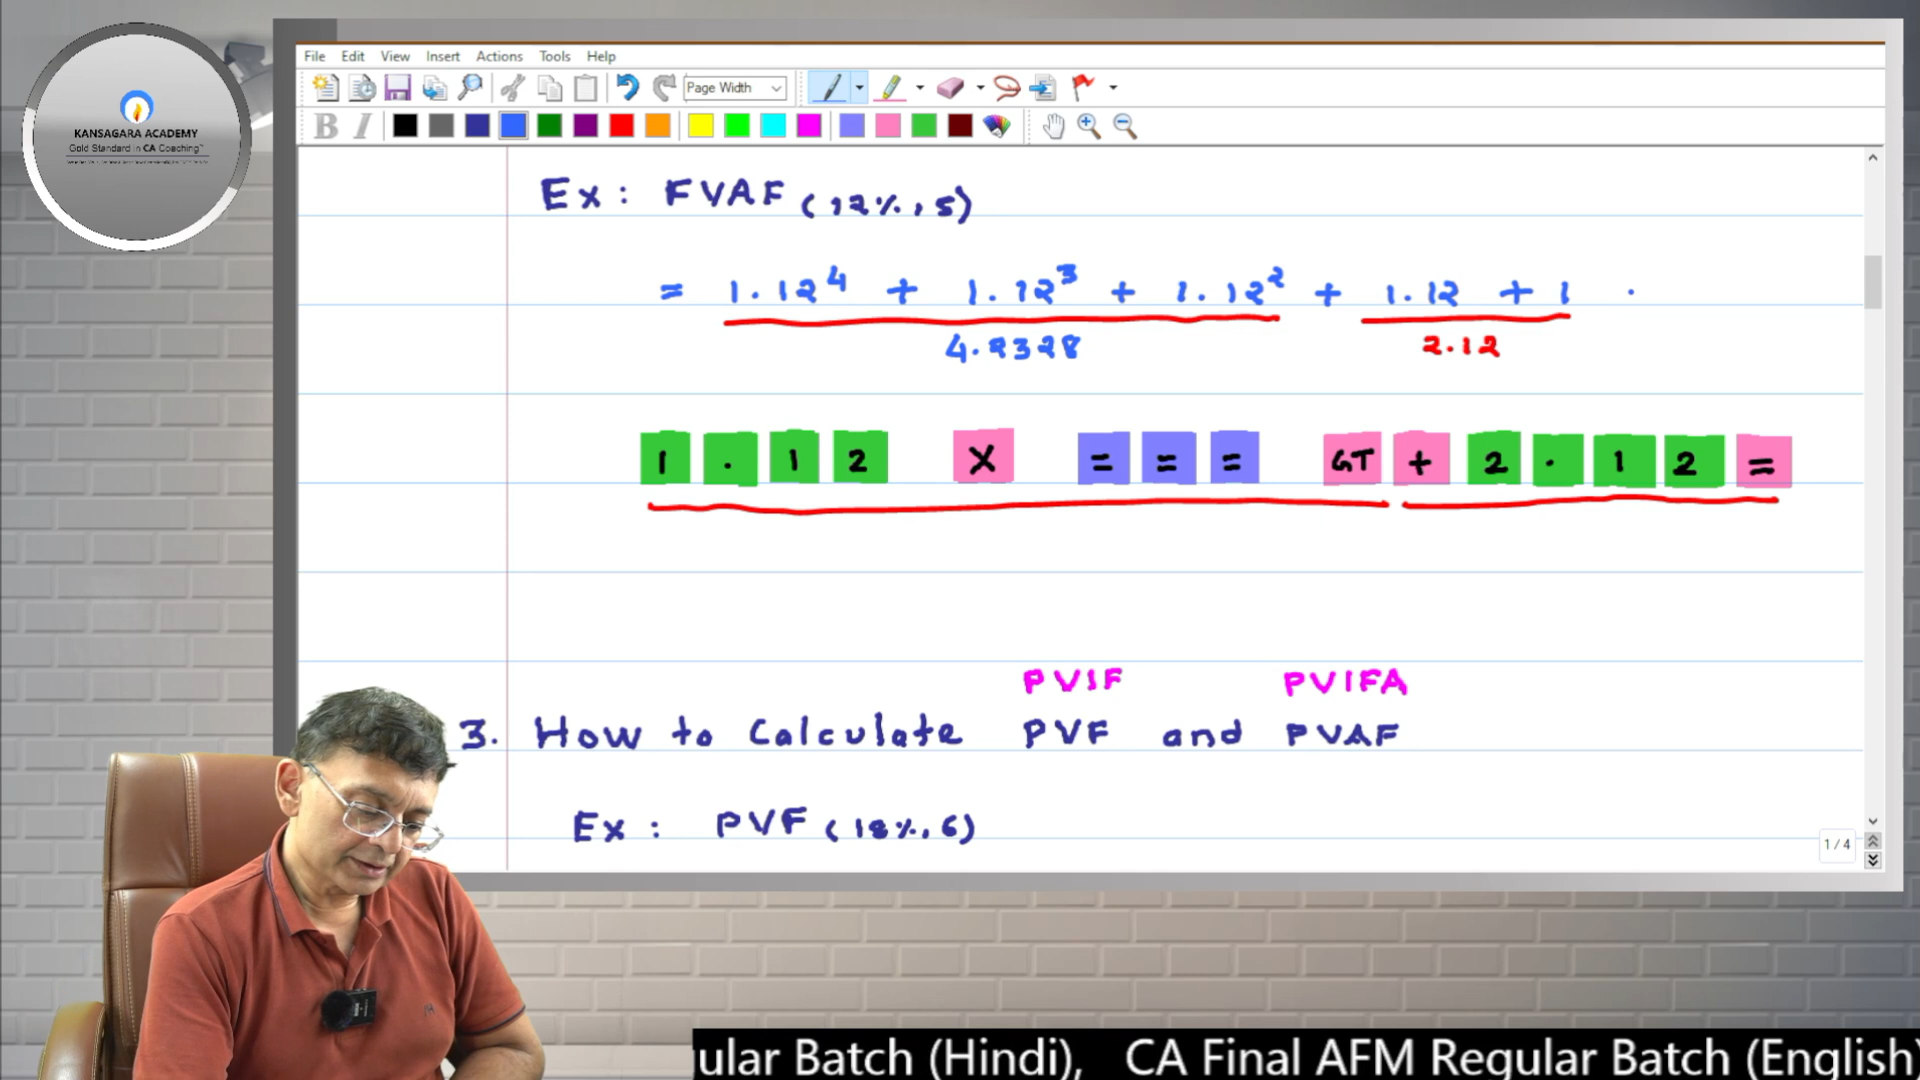 KANSAGARA ACADEMY
Gold Standard in CA Coaching™
File Edit View Insert Actions Tools Help
Page Width
B I
Ex: FVAF (12%, 5)
= 1.12⁴ + 1.12³ + 1.12² + 1.12 + 1
4.2328 2.12
1 . 1 2 X = = = GT + 2 . 1 2 =
PVIF PVIFA
3. How to Calculate PVF and PVAF
Ex: PVF (18%, 6)
1 / 4
ular Batch (Hindi), CA Final AFM Regular Batch (English)